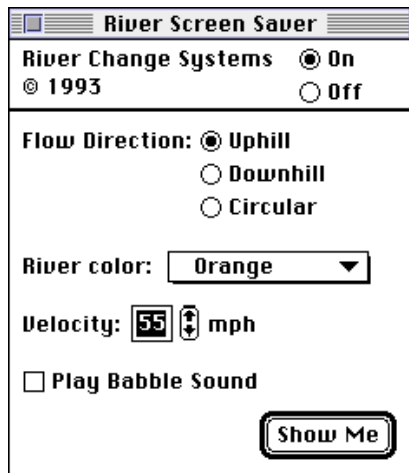 River Screen Saver
River Change Systems On
© 1993 Off
Flow Direction: Uphill
Downhill
Circular
River color: Orange
Velocity: 55 mph
Play Babble Sound
Show Me